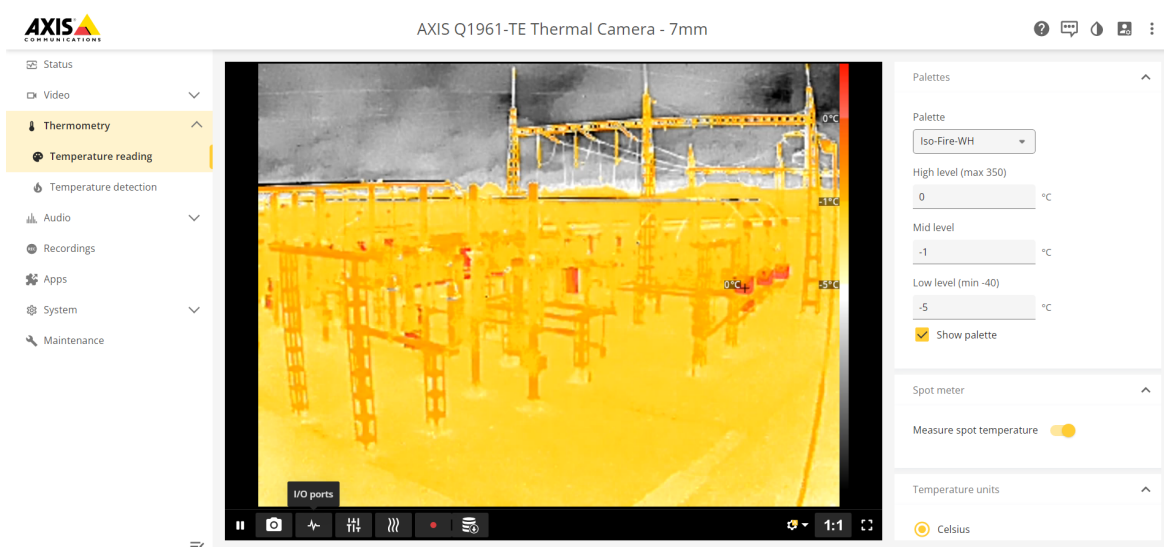 AXIS
COMMUNICATIONS
AXIS Q1961-TE Thermal Camera - 7mm
Status
Video
Thermometry
Temperature reading
Temperature detection
Audio
Recordings
Apps
System
Maintenance
0°C
-1°C
0°C
-5°C
I/O ports
1:1
Palettes
Palette
Iso-Fire-WH
High level (max 350)
0 °C
Mid level
-1 °C
Low level (min -40)
-5 °C
Show palette
Spot meter
Measure spot temperature
Temperature units
Celsius